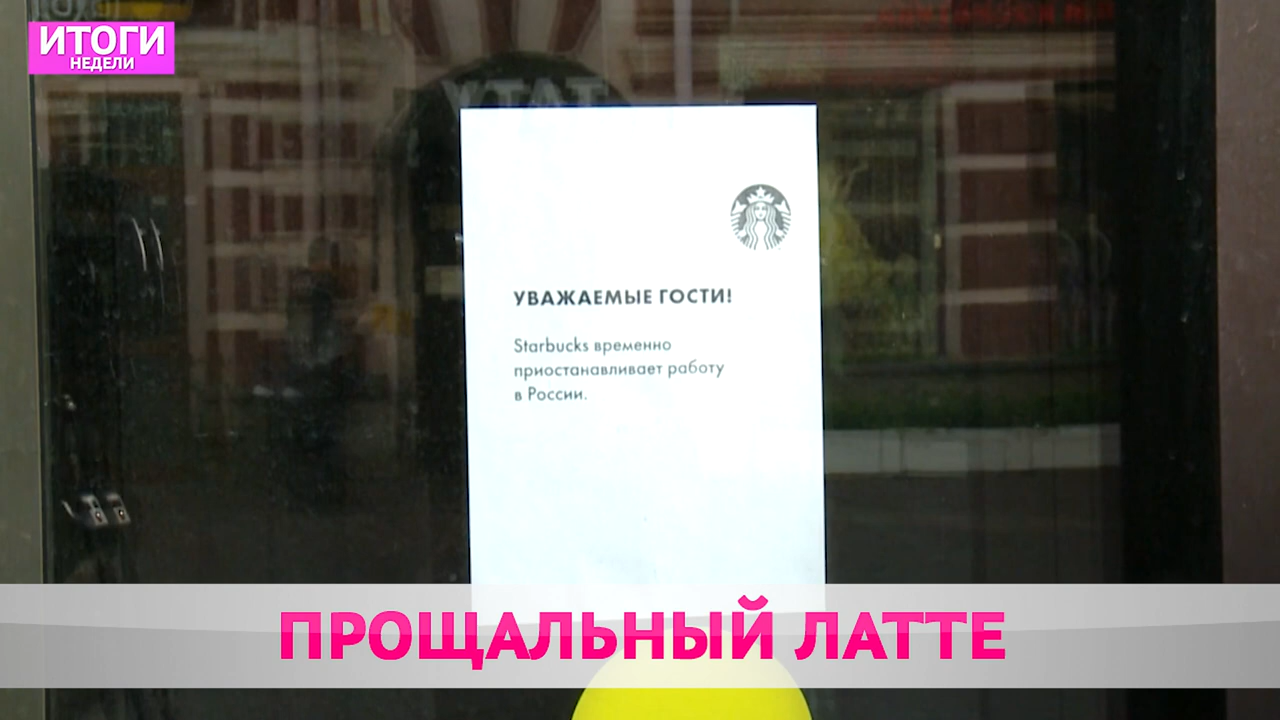 ИТОГИ
НЕДЕЛИ
УВАЖАЕМЫЕ ГОСТИ!
Starbucks временно
приостанавливает работу
в России.
ПРОЩАЛЬНЫЙ ЛАТТЕ